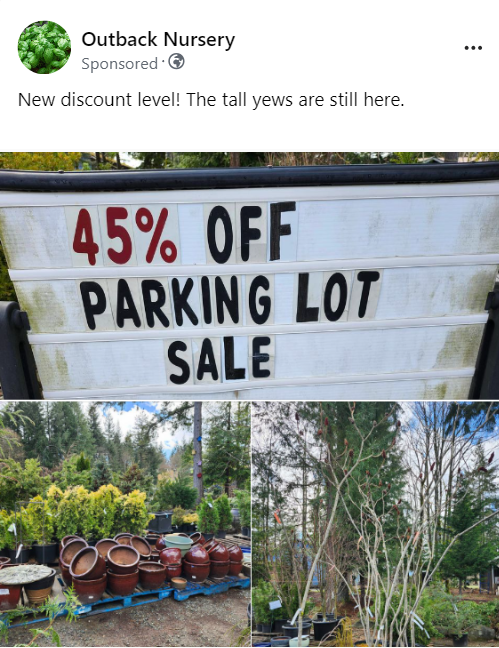 Outback Nursery
Sponsored ·
New discount level! The tall yews are still here.
45% OFF
PARKING LOT
SALE